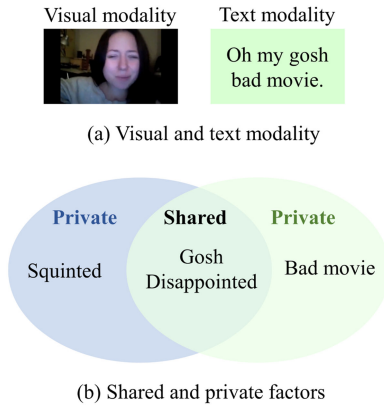 Visual modality
Text modality
Oh my gosh
bad movie.
(a) Visual and text modality
Private
Shared
Private
Squinted
Gosh
Disappointed
Bad movie
(b) Shared and private factors